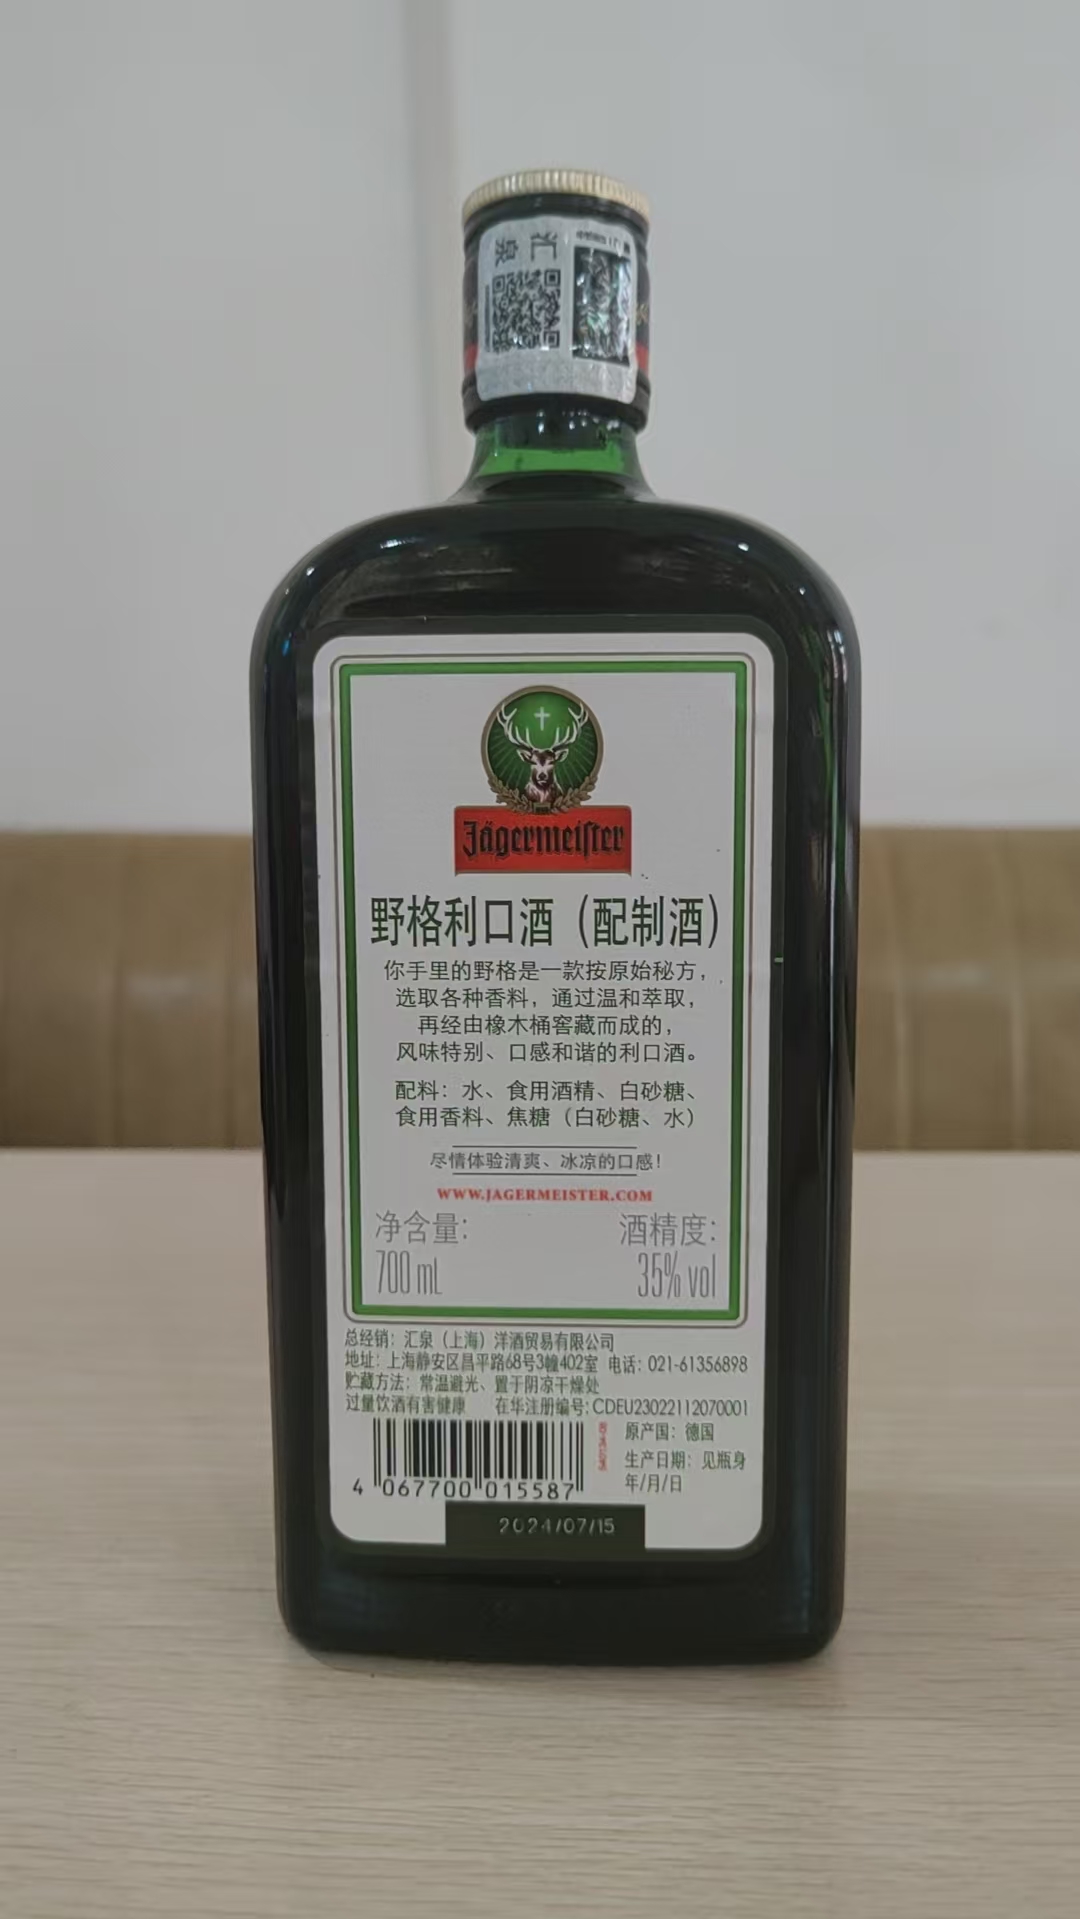 汇泉
Jägermeister
野格利口酒（配制酒）
你手里的野格是一款按原始秘方，
选取各种香料，通过温和萃取，
再经由橡木桶窖藏而成的，
风味特别、口感和谐的利口酒。
配料：水、食用酒精、白砂糖、
食用香料、焦糖（白砂糖、水）
尽情体验清爽、冰凉的口感！
WWW.JAGERMEISTER.COM
净含量: 酒精度:
700 mL 35% vol
总经销：汇泉（上海）洋酒贸易有限公司
地址：上海静安区昌平路68号3幢402室 电话：021-61356898
贮藏方法：常温避光、置于阴凉干燥处
过量饮酒有害健康 在华注册编号: CDEU23022112070001
原产国：德国
生产日期：见瓶身
年/月/日
4 067700 015587
2024/07/15